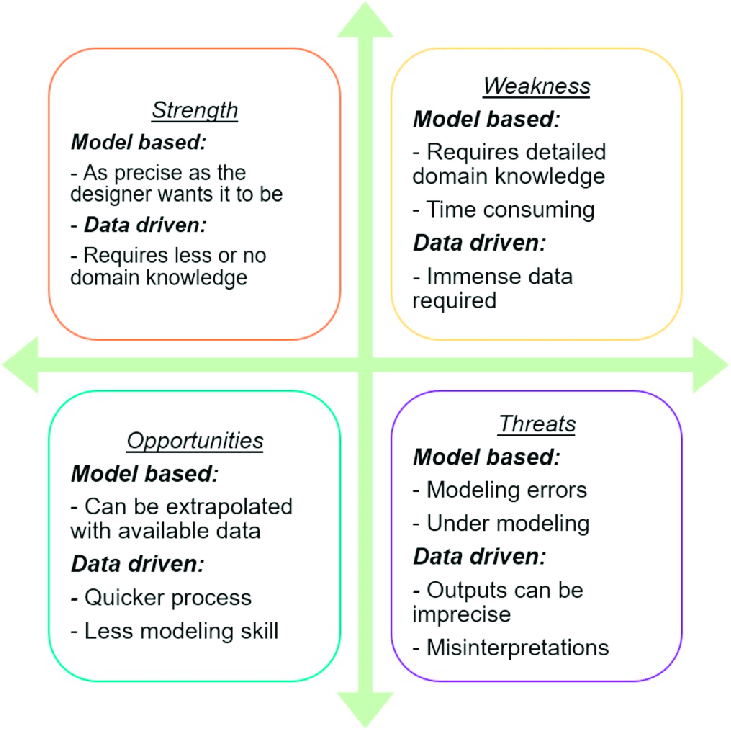 Strength
Model based:
- As precise as the
designer wants it to be
- Data driven:
- Requires less or no
domain knowledge
Weakness
Model based:
- Requires detailed
domain knowledge
- Time consuming
Data driven:
- Immense data
required
Opportunities
Model based:
- Can be extrapolated
with available data
Data driven:
- Quicker process
- Less modeling skill
Threats
Model based:
- Modeling errors
- Under modeling
Data driven:
- Outputs can be
imprecise
- Misinterpretations